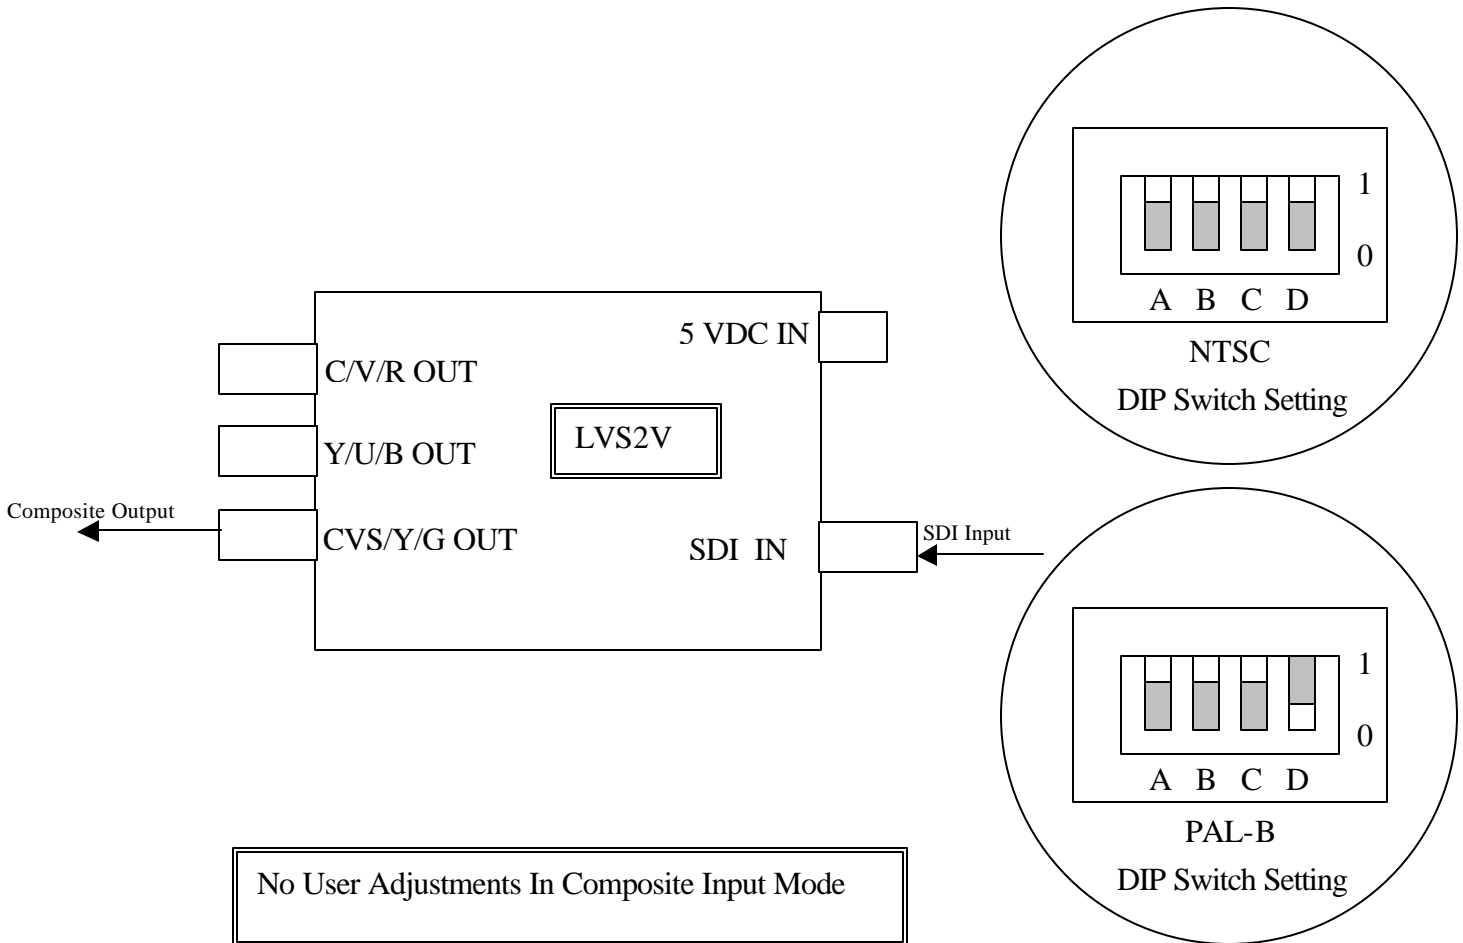 1
0
A B C D
NTSC
DIP Switch Setting
5 VDC IN
C/V/R OUT
LVS2V
Y/U/B OUT
Composite Output
CVS/Y/G OUT
SDI IN
SDI Input
1
0
A B C D
PAL-B
DIP Switch Setting
No User Adjustments In Composite Input Mode